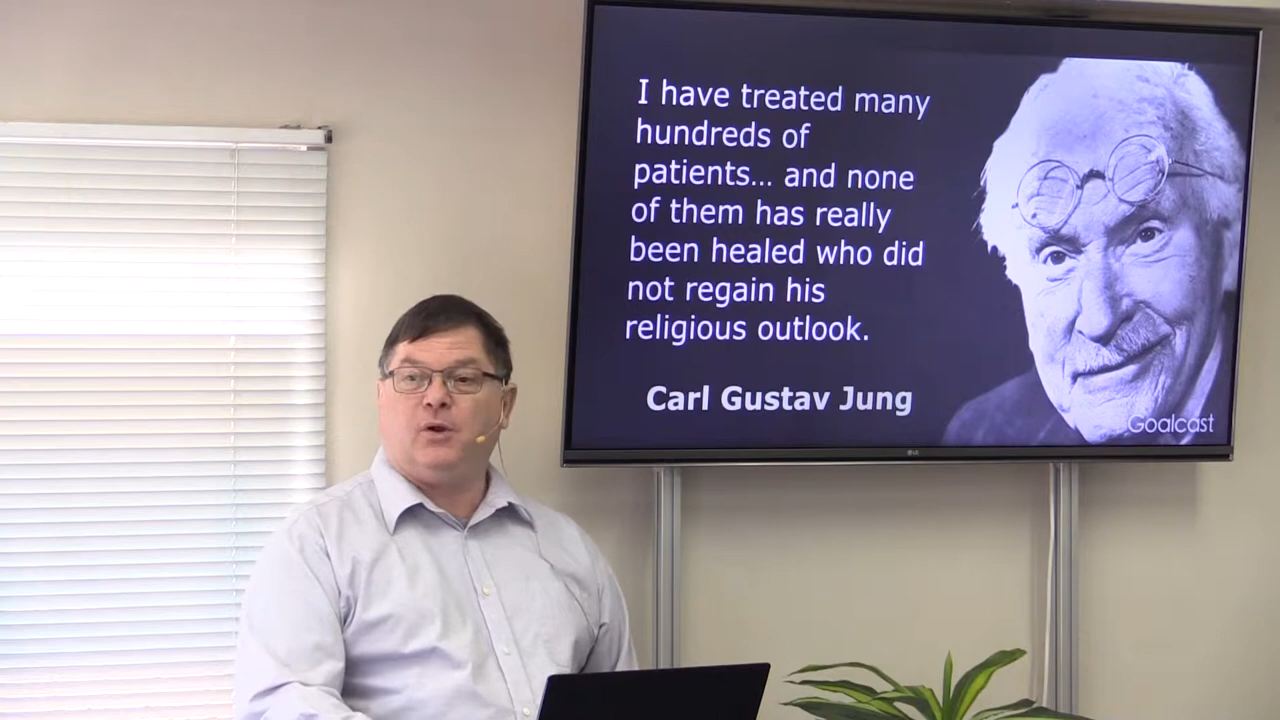 I have treated many
hundreds of
patients... and none
of them has really
been healed who did
not regain his
religious outlook.
Carl Gustav Jung
Goalcast
LG